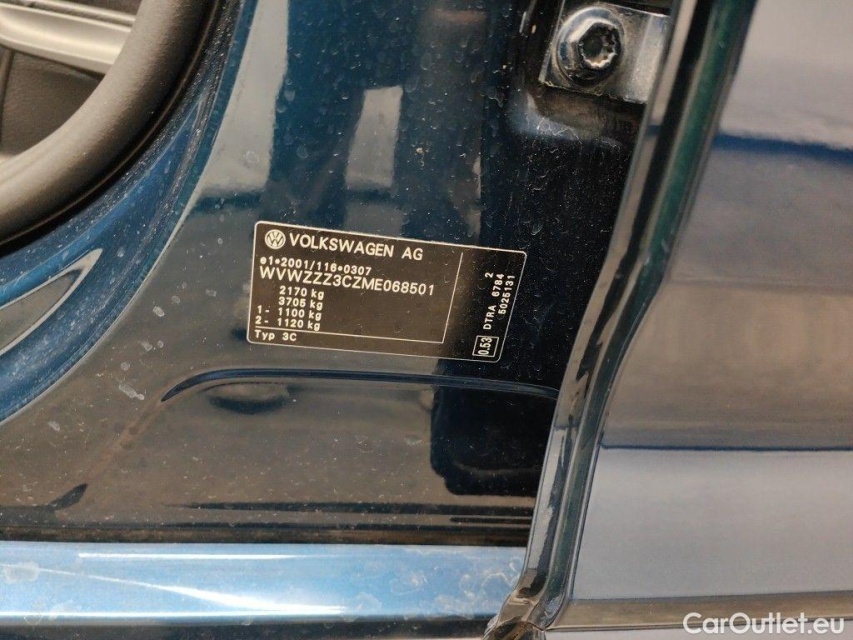 VOLKSWAGEN AG
e1*2001/116*0307
WVWZZZ3CZME068501
2170 kg
3705 kg
1 - 1100 kg
2 - 1120 kg
Typ 3C
0.53
DTRA 6784 2
5025131
CarOutlet.eu